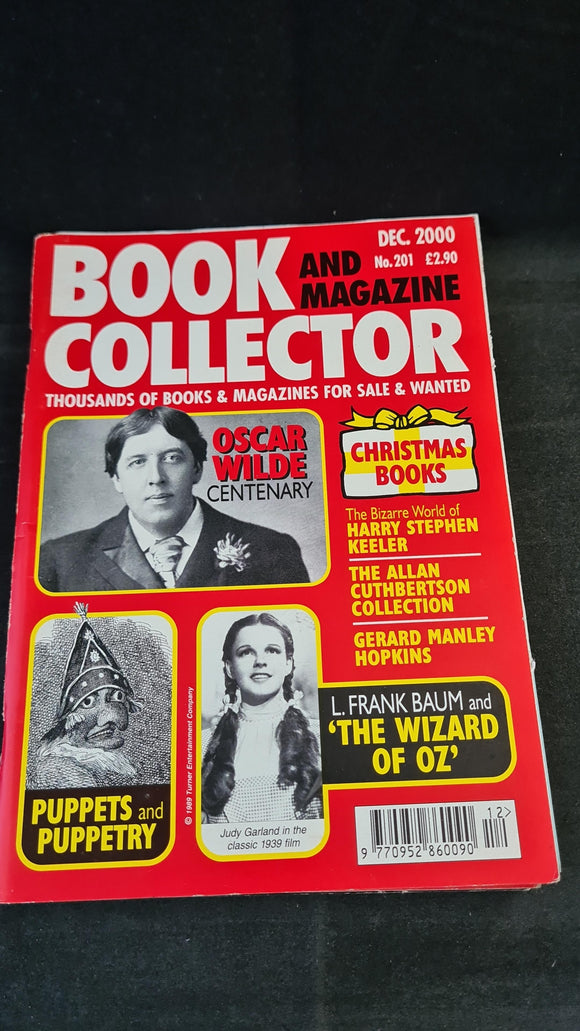 BOOK AND MAGAZINE
COLLECTOR
DEC. 2000
No.201 £2.90
THOUSANDS OF BOOKS & MAGAZINES FOR SALE & WANTED
OSCAR
WILDE
CENTENARY
CHRISTMAS
BOOKS
The Bizarre World of
HARRY STEPHEN
KEELER
THE ALLAN
CUTHBERTSON
COLLECTION
GERARD MANLEY
HOPKINS
PUPPETS and
PUPPETRY
© 1989 Turner Entertainment Company
Judy Garland in the
classic 1939 film
L. FRANK BAUM and
'THE WIZARD
OF OZ'
12>
9 770952 860090